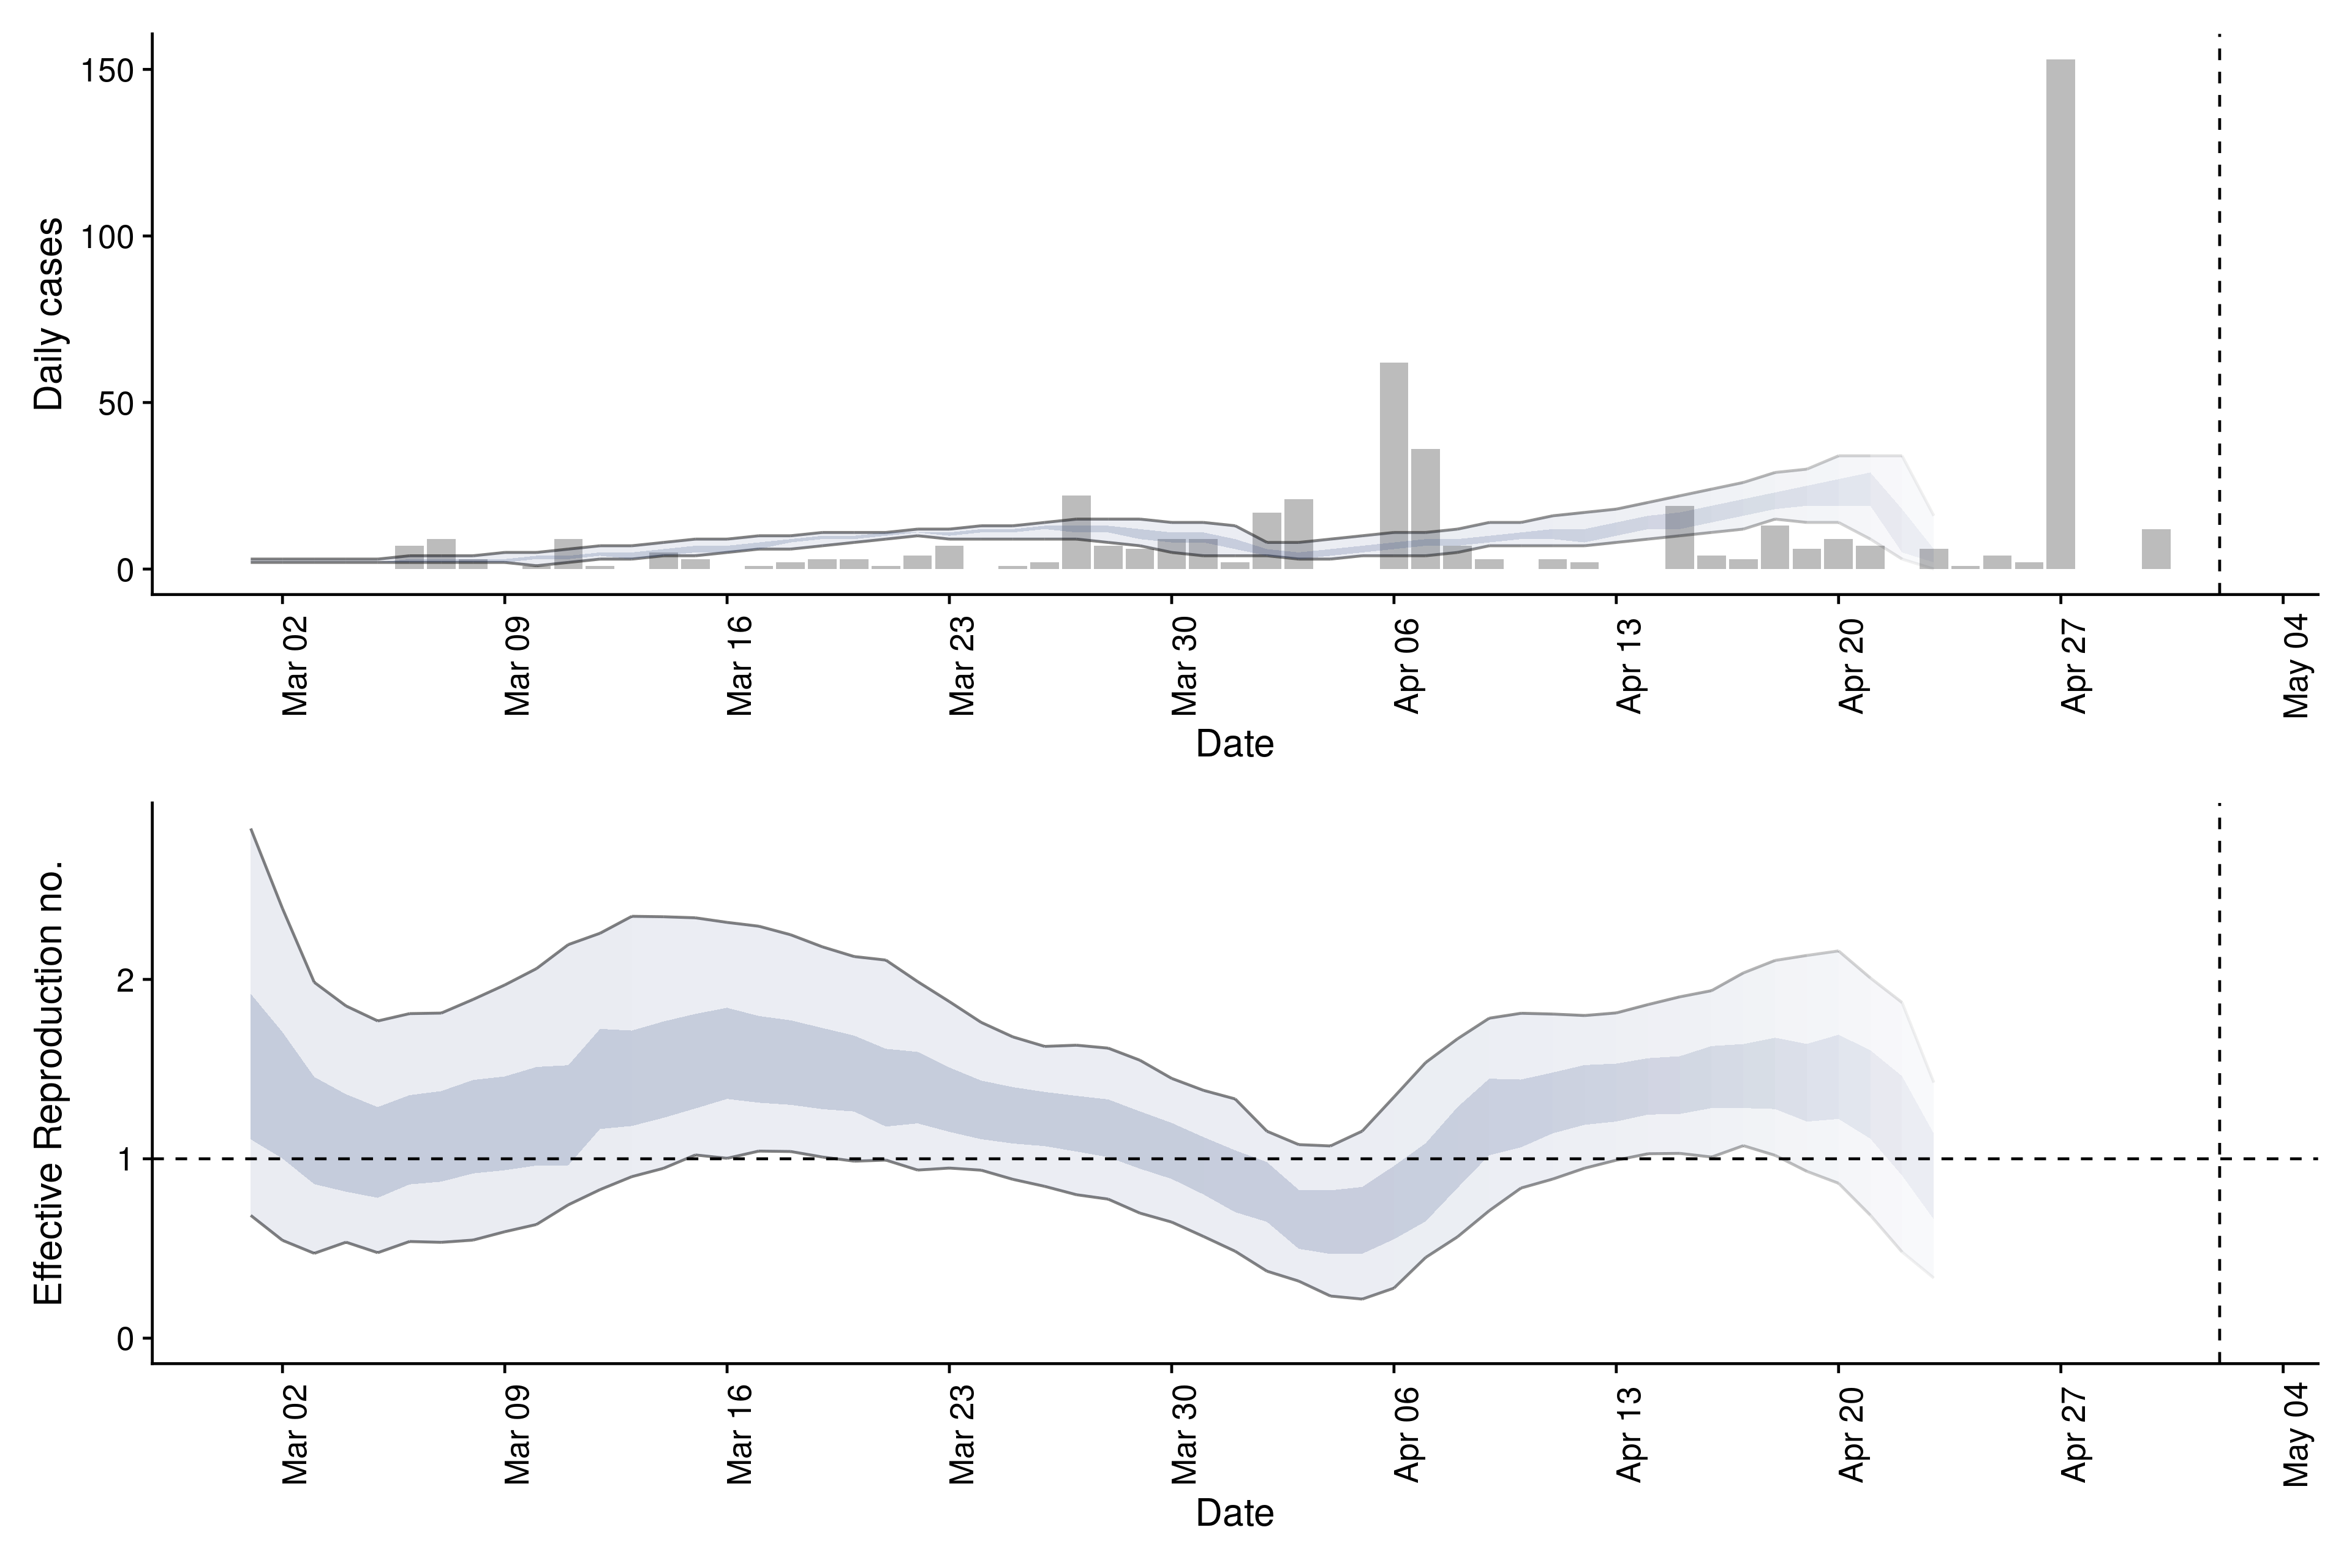 Daily cases
150
100
50
0
Mar 02
Mar 09
Mar 16
Mar 23
Mar 30
Apr 06
Apr 13
Apr 20
Apr 27
May 04
Date
Effective Reproduction no.
2
1
0
Mar 02
Mar 09
Mar 16
Mar 23
Mar 30
Apr 06
Apr 13
Apr 20
Apr 27
May 04
Date